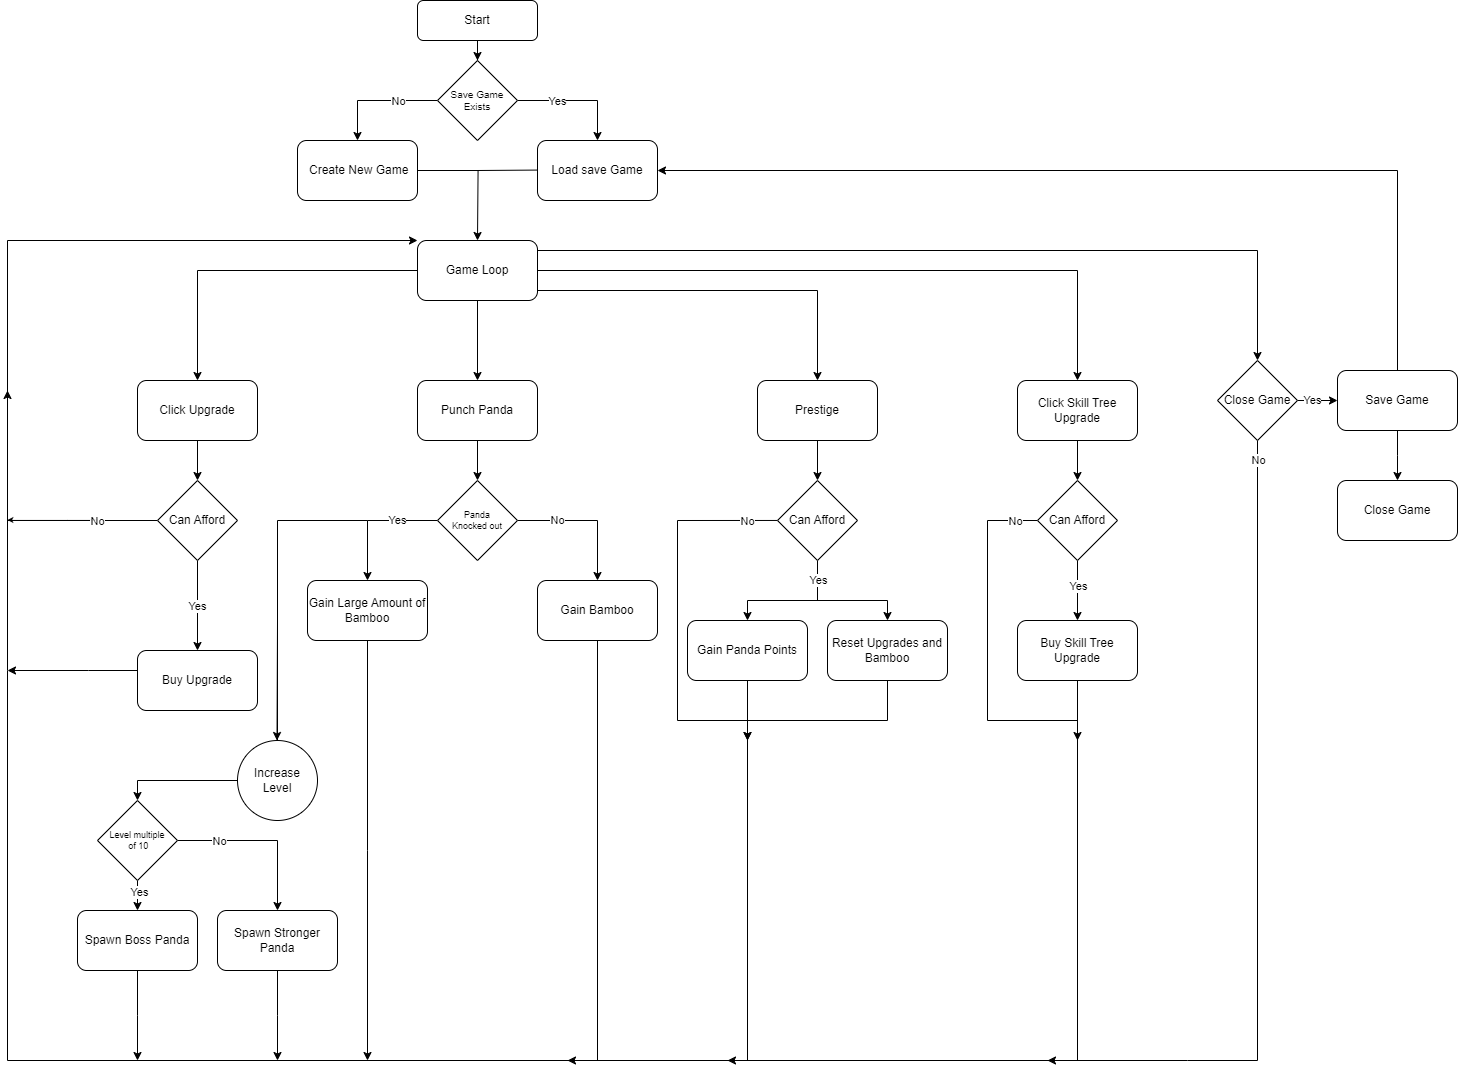 Start
Save Game
Exists
No
Yes
Create New Game
Load save Game
Game Loop
Click Upgrade
Punch Panda
Prestige
Click Skill Tree
Upgrade
Close Game
Yes
Save Game
No
Close Game
Can Afford
No
Yes
Buy Upgrade
Panda
Knocked out
Yes
No
Gain Large Amount of
Bamboo
Gain Bamboo
Can Afford
No
Yes
Gain Panda Points
Reset Upgrades and
Bamboo
Can Afford
No
Yes
Buy Skill Tree
Upgrade
Increase
Level
Level multiple
of 10
No
Yes
Spawn Boss Panda
Spawn Stronger
Panda